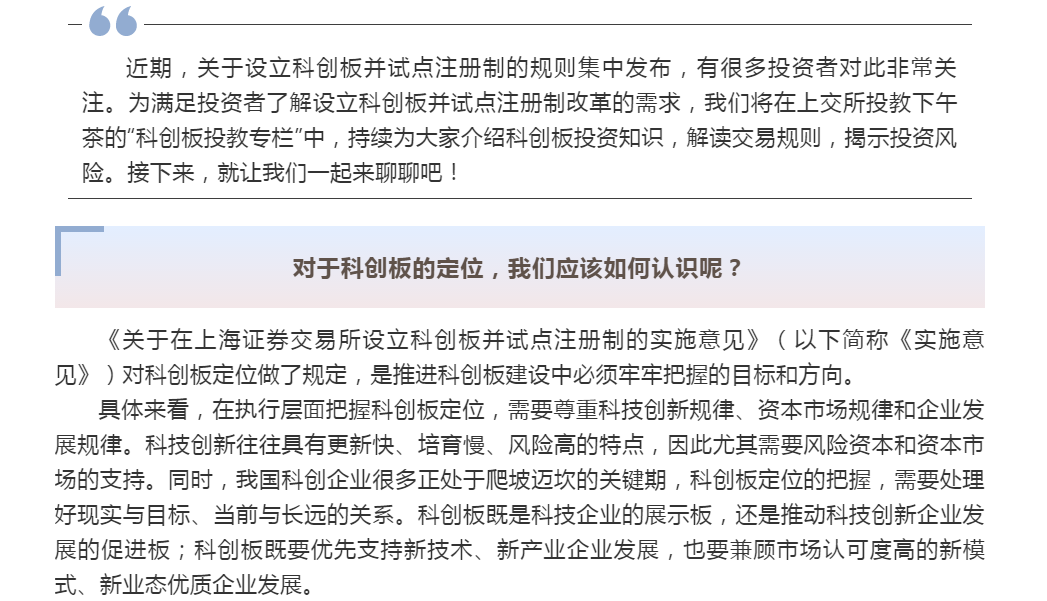 近期，关于设立科创板并试点注册制的规则集中发布，有很多投资者对此非常关
注。为满足投资者了解设立科创板并试点注册制改革的需求，我们将在上交所投教下午
茶的“科创板投教专栏”中，持续为大家介绍科创板投资知识，解读交易规则，揭示投资风
险。接下来，就让我们一起来聊聊吧！
对于科创板的定位，我们应该如何认识呢？
《关于在上海证券交易所设立科创板并试点注册制的实施意见》（以下简称《实施意
见》）对科创板定位做了规定，是推进科创板建设中必须牢牢把握的目标和方向。
具体来看，在执行层面把握科创板定位，需要尊重科技创新规律、资本市场规律和企业发
展规律。科技创新往往具有更新快、培育慢、风险高的特点，因此尤其需要风险资本和资本市
场的支持。同时，我国科创企业很多正处于爬坡迈坎的关键期，科创板定位的把握，需要处理
好现实与目标、当前与长远的关系。科创板既是科技企业的展示板，还是推动科技创新企业发
展的促进板；科创板既要优先支持新技术、新产业企业发展，也要兼顾市场认可度高的新模
式、新业态优质企业发展。